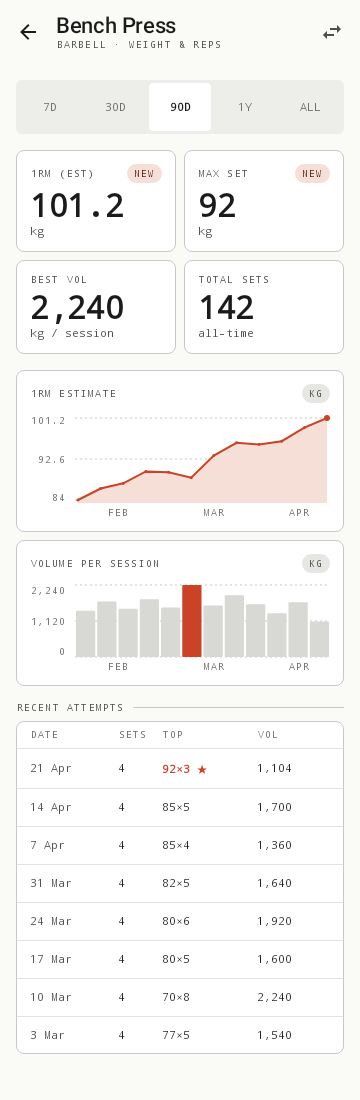 Bench Press
BARBELL · WEIGHT & REPS
7D 30D 90D 1Y ALL
1RM (EST) NEW
101.2
kg
MAX SET NEW
92
kg
BEST VOL
2,240
kg / session
TOTAL SETS
142
all-time
1RM ESTIMATE KG
101.2
92.6
84
FEB MAR APR
VOLUME PER SESSION KG
2,240
1,120
0
FEB MAR APR
RECENT ATTEMPTS
DATE SETS TOP VOL
21 Apr 4 92×3 ★ 1,104
14 Apr 4 85×5 1,700
7 Apr 4 85×4 1,360
31 Mar 4 82×5 1,640
24 Mar 4 80×6 1,920
17 Mar 4 80×5 1,600
10 Mar 4 70×8 2,240
3 Mar 4 77×5 1,540